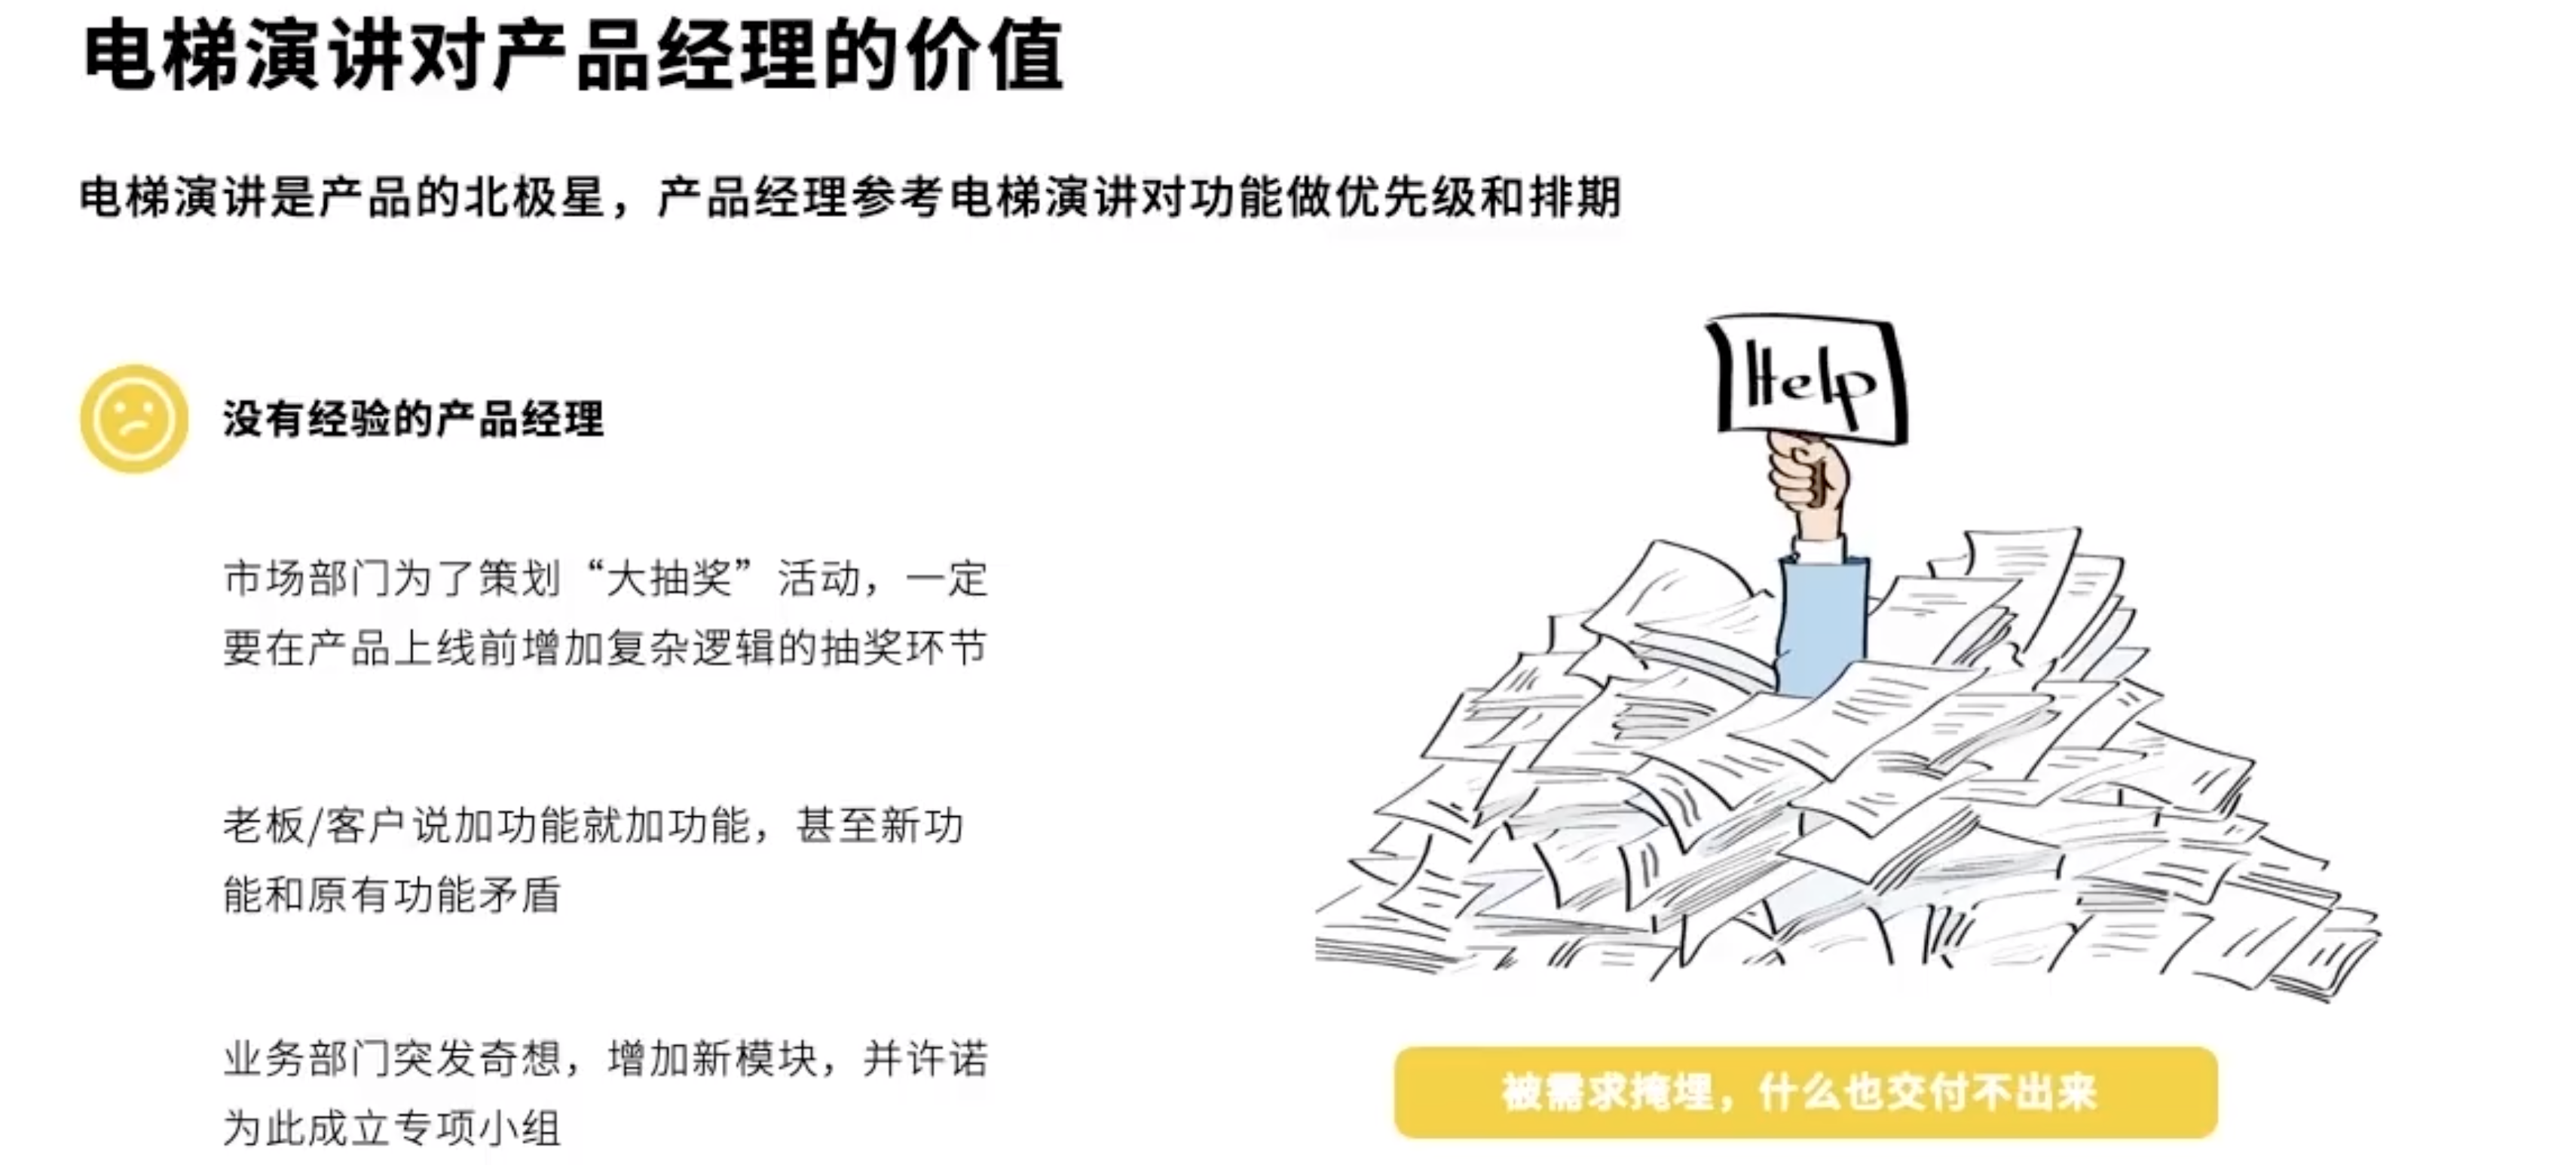 电梯演讲对产品经理的价值
电梯演讲是产品的北极星，产品经理参考电梯演讲对功能做优先级和排期
没有经验的产品经理
市场部门为了策划“大抽奖”活动，一定
要在产品上线前增加复杂逻辑的抽奖环节
老板/客户说加功能就加功能，甚至新功
能和原有功能矛盾
业务部门突发奇想，增加新模块，并许诺
为此成立专项小组
Help
被需求掩埋，什么也交付不出来